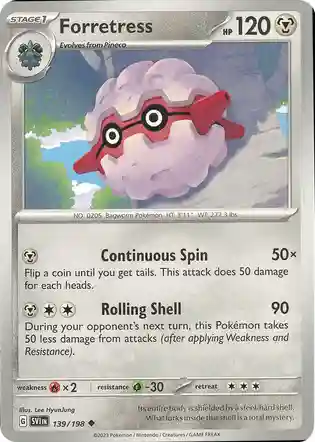 STAGE 1
Forretress
HP 120
Evolves from Pineco
NO. 0205 Bagworm Pokémon HT: 3'11" WT: 277.3 lbs.
Continuous Spin 50×
Flip a coin until you get tails. This attack does 50 damage
for each heads.
Rolling Shell 90
During your opponent's next turn, this Pokémon takes
50 less damage from attacks (after applying Weakness and
Resistance).
weakness ×2 resistance -30 retreat
Illus. Lee HyunJung
G SVI EN 139/198
Its entire body is shielded by a steel-hard shell.
What lurks inside this shell is a total mystery.
©2023 Pokémon / Nintendo / Creatures / GAME FREAK